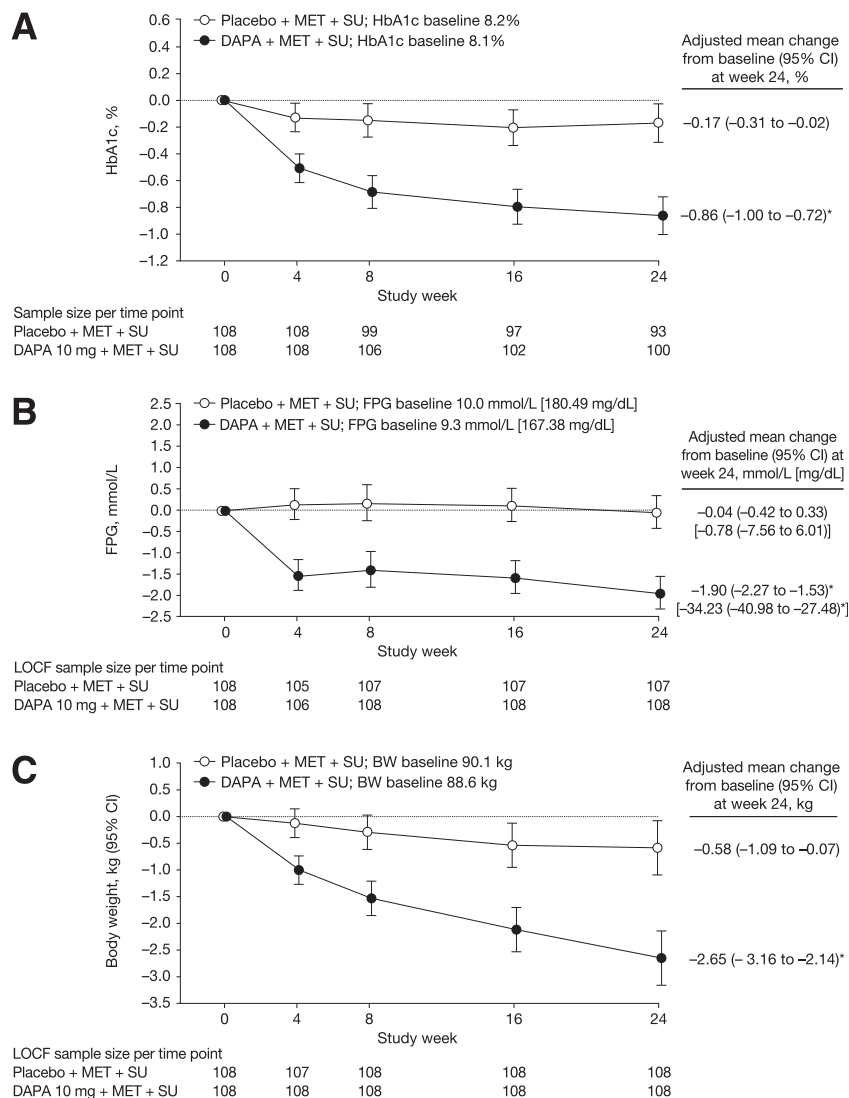 A
Placebo + MET + SU; HbA1c baseline 8.2%
DAPA + MET + SU; HbA1c baseline 8.1%
Adjusted mean change
from baseline (95% CI)
at week 24, %
HbA1c, %
0.6
0.4
0.2
0.0
−0.2
−0.4
−0.6
−0.8
−1.0
−1.2
−0.17 (−0.31 to −0.02)
−0.86 (−1.00 to −0.72)*
0 4 8 16 24
Study week
Sample size per time point
Placebo + MET + SU 108 108 99 97 93
DAPA 10 mg + MET + SU 108 108 106 102 100
B
Placebo + MET + SU; FPG baseline 10.0 mmol/L [180.49 mg/dL]
DAPA + MET + SU; FPG baseline 9.3 mmol/L [167.38 mg/dL]
Adjusted mean change
from baseline (95% CI) at
week 24, mmol/L [mg/dL]
FPG, mmol/L
2.5
2.0
1.5
1.0
0.5
0.0
−0.5
−1.0
−1.5
−2.0
−2.5
−0.04 (−0.42 to 0.33)
[−0.78 (−7.56 to 6.01)]
−1.90 (−2.27 to −1.53)*
[−34.23 (−40.98 to −27.48)*]
0 4 8 16 24
Study week
LOCF sample size per time point
Placebo + MET + SU 108 105 107 107 107
DAPA 10 mg + MET + SU 108 106 108 108 108
C
Placebo + MET + SU; BW baseline 90.1 kg
DAPA + MET + SU; BW baseline 88.6 kg
Adjusted mean change
from baseline (95% CI)
at week 24, kg
Body weight, kg (95% CI)
1.0
0.5
0.0
−0.5
−1.0
−1.5
−2.0
−2.5
−3.0
−3.5
−0.58 (−1.09 to −0.07)
−2.65 (− 3.16 to −2.14)*
0 4 8 16 24
Study week
LOCF sample size per time point
Placebo + MET + SU 108 107 108 108 108
DAPA 10 mg + MET + SU 108 108 108 108 108